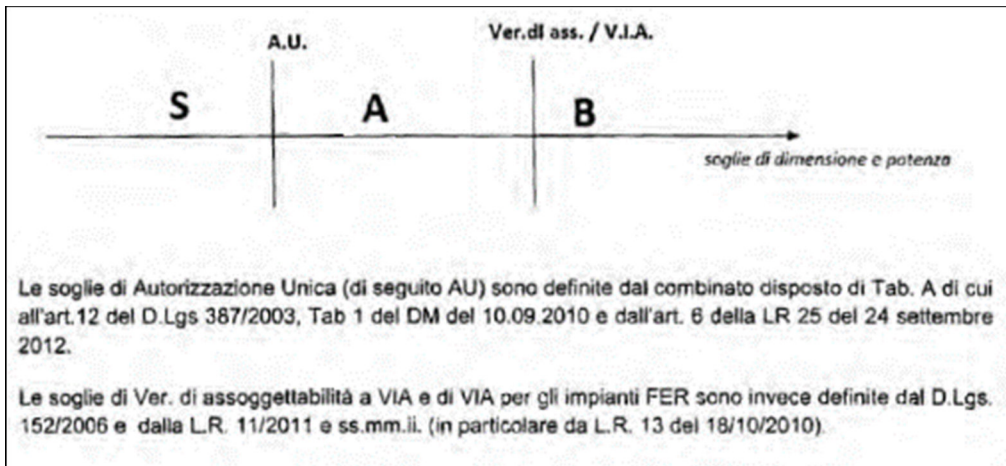 A.U.
Ver.di ass. / V.I.A.
S
A
B
soglie di dimensione e potenza
Le soglie di Autorizzazione Unica (di seguito AU) sono definite dal combinato disposto di Tab. A di cui
all'art.12 del D.Lgs 387/2003, Tab 1 del DM del 10.09.2010 e dall'art. 6 della LR 25 del 24 settembre
2012.
Le soglie di Ver. di assoggettabilità a VIA e di VIA per gli impianti FER sono invece definite dal D.Lgs.
152/2006 e dalla L.R. 11/2011 e ss.mm.ii. (in particolare da L.R. 13 del 18/10/2010).